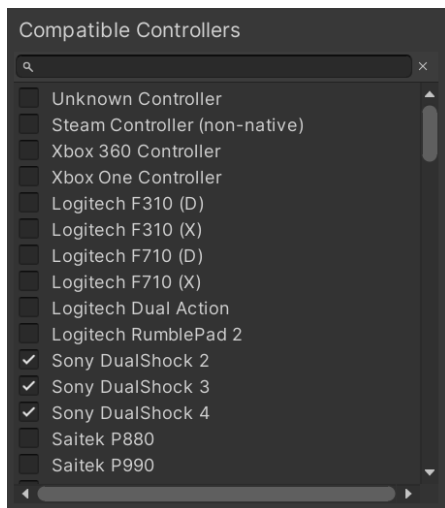 Compatible Controllers
Unknown Controller
Steam Controller (non-native)
Xbox 360 Controller
Xbox One Controller
Logitech F310 (D)
Logitech F310 (X)
Logitech F710 (D)
Logitech F710 (X)
Logitech Dual Action
Logitech RumblePad 2
Sony DualShock 2
Sony DualShock 3
Sony DualShock 4
Saitek P880
Saitek P990